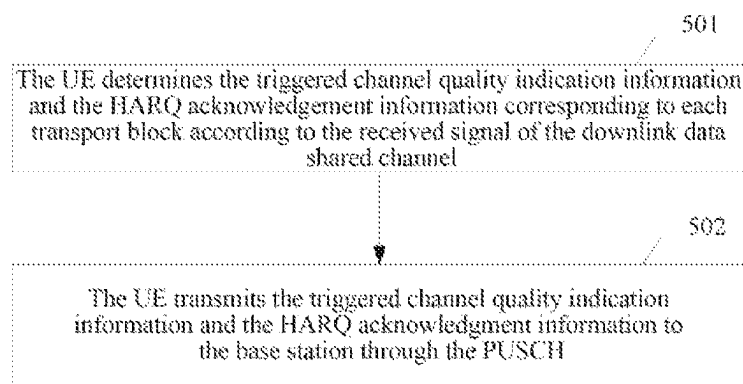 501
The UE determines the triggered channel quality indication information
and the HARQ acknowledgement information corresponding to each
transport block according to the received signal of the downlink data
shared channel
502
The UE transmits the triggered channel quality indication
information and the HARQ acknowledgment information to
the base station through the PUSCH